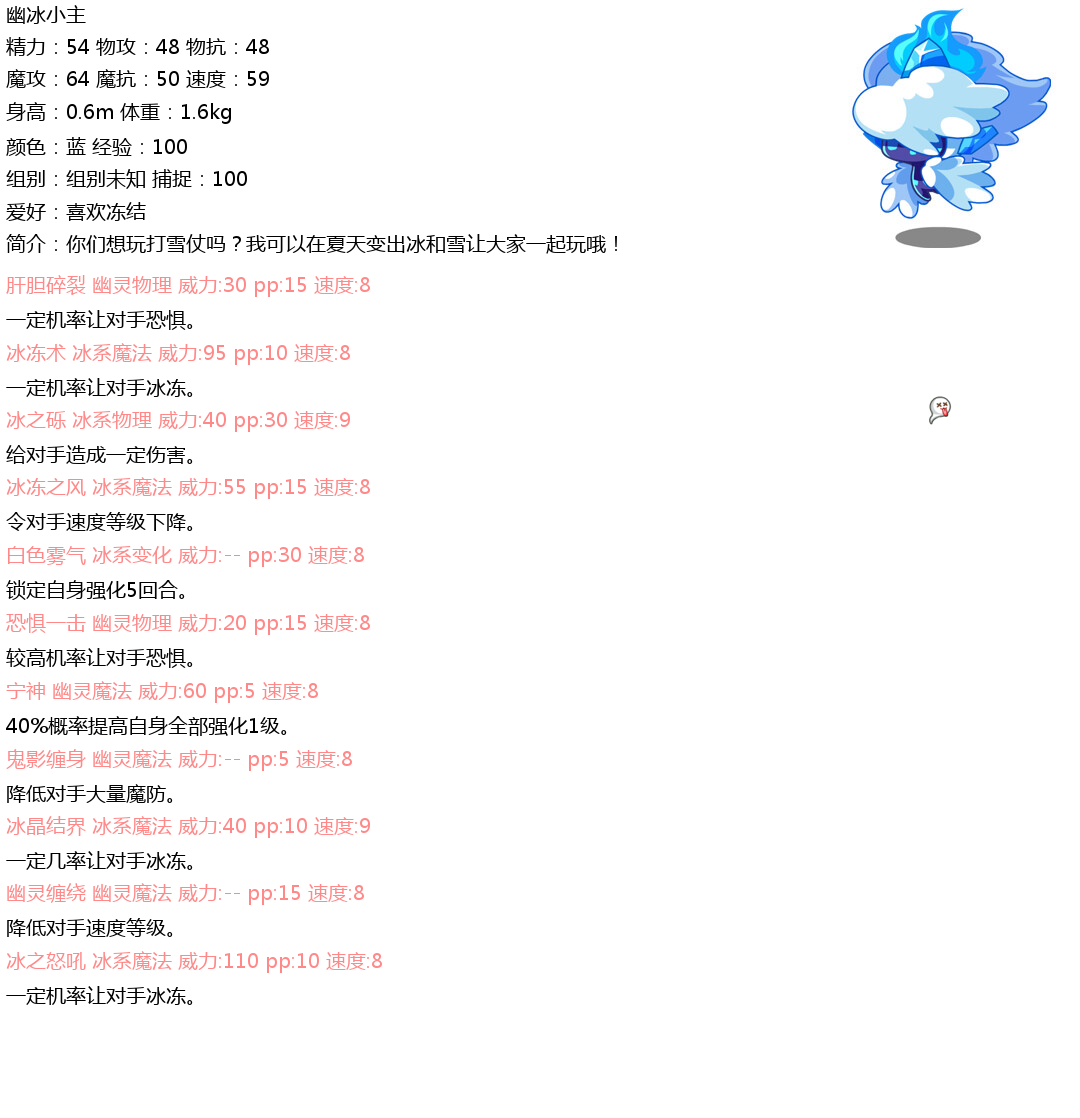 幽冰小主
精力：54 物攻：48 物抗：48
魔攻：64 魔抗：50 速度：59
身高：0.6m 体重：1.6kg
颜色：蓝 经验：100
组别：组别未知 捕捉：100
爱好：喜欢冻结
简介：你们想玩打雪仗吗？我可以在夏天变出冰和雪让大家一起玩哦！
肝胆碎裂 幽灵物理 威力:30 pp:15 速度:8
一定机率让对手恐惧。
冰冻术 冰系魔法 威力:95 pp:10 速度:8
一定机率让对手冰冻。
冰之砾 冰系物理 威力:40 pp:30 速度:9
给对手造成一定伤害。
冰冻之风 冰系魔法 威力:55 pp:15 速度:8
令对手速度等级下降。
白色雾气 冰系变化 威力:-- pp:30 速度:8
锁定自身强化5回合。
恐惧一击 幽灵物理 威力:20 pp:15 速度:8
较高机率让对手恐惧。
宁神 幽灵魔法 威力:60 pp:5 速度:8
40%概率提高自身全部强化1级。
鬼影缠身 幽灵魔法 威力:-- pp:5 速度:8
降低对手大量魔防。
冰晶结界 冰系魔法 威力:40 pp:10 速度:9
一定几率让对手冰冻。
幽灵缠绕 幽灵魔法 威力:-- pp:15 速度:8
降低对手速度等级。
冰之怒吼 冰系魔法 威力:110 pp:10 速度:8
一定机率让对手冰冻。